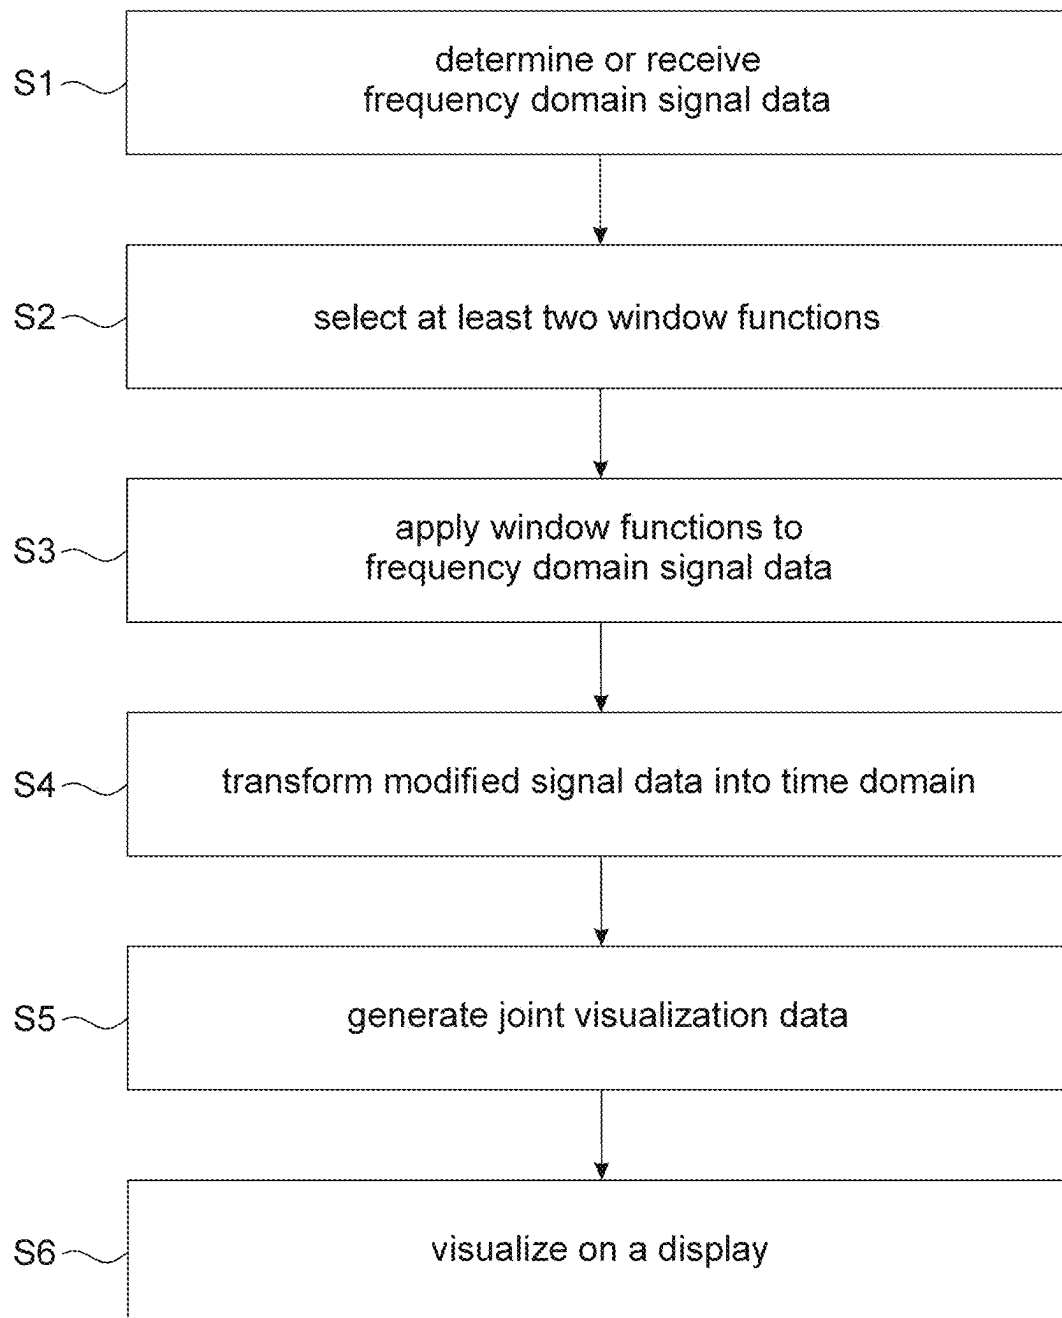 S1
determine or receive
frequency domain signal data
S2
select at least two window functions
S3
apply window functions to
frequency domain signal data
S4
transform modified signal data into time domain
S5
generate joint visualization data
S6
visualize on a display